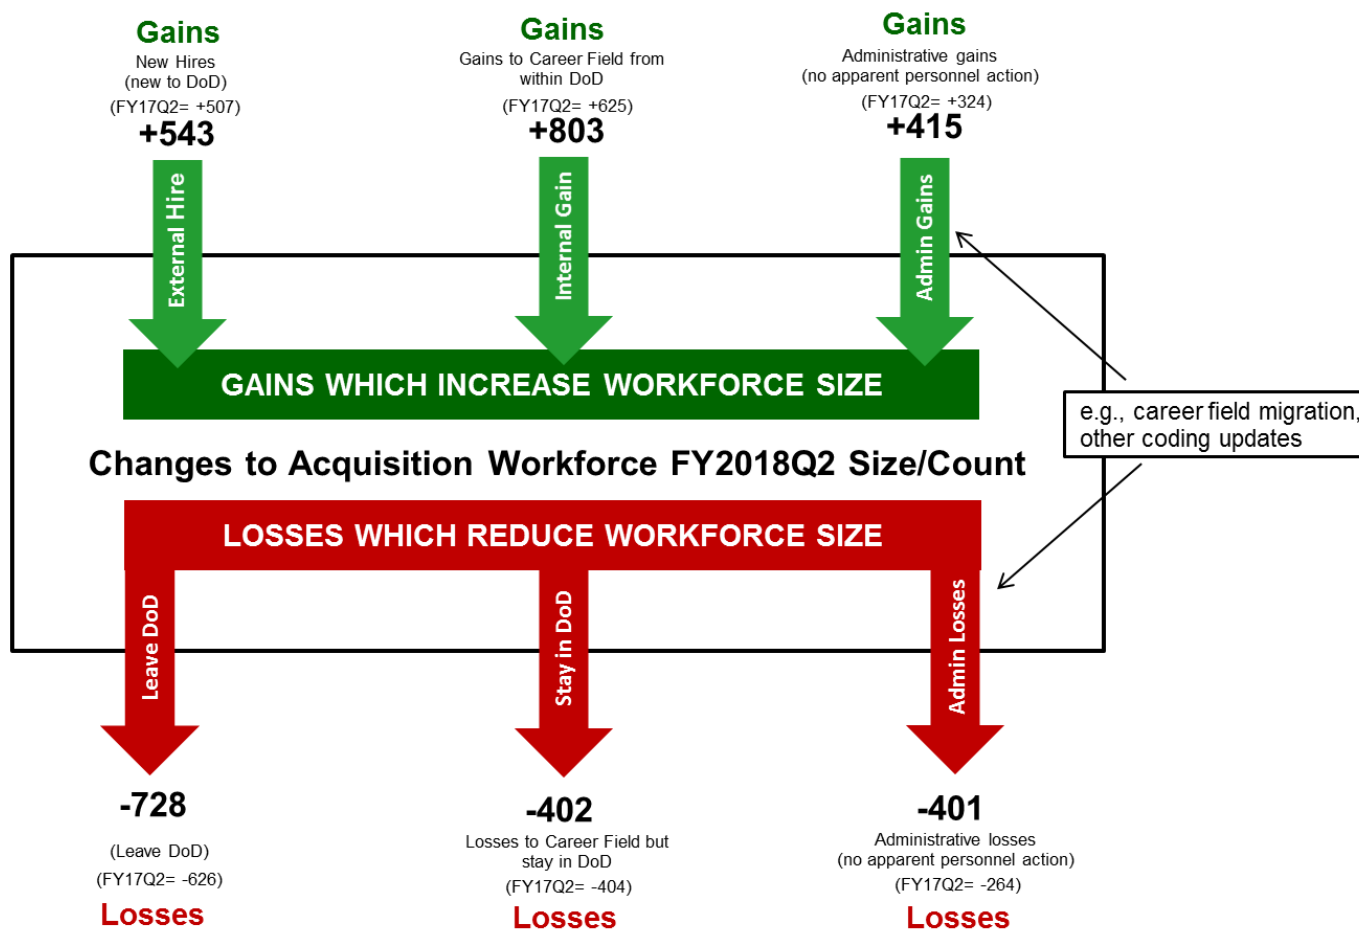 Gains
New Hires
(new to DoD)
(FY17Q2= +507)
+543
External Hire
Gains
Gains to Career Field from
within DoD
(FY17Q2= +625)
+803
Internal Gain
Gains
Administrative gains
(no apparent personnel action)
(FY17Q2= +324)
+415
Admin Gains
GAINS WHICH INCREASE WORKFORCE SIZE
e.g., career field migration,
other coding updates
Changes to Acquisition Workforce FY2018Q2 Size/Count
LOSSES WHICH REDUCE WORKFORCE SIZE
Leave DoD
-728
(Leave DoD)
(FY17Q2= -626)
Losses
Stay in DoD
-402
Losses to Career Field but
stay in DoD
(FY17Q2= -404)
Losses
Admin Losses
-401
Administrative losses
(no apparent personnel action)
(FY17Q2= -264)
Losses